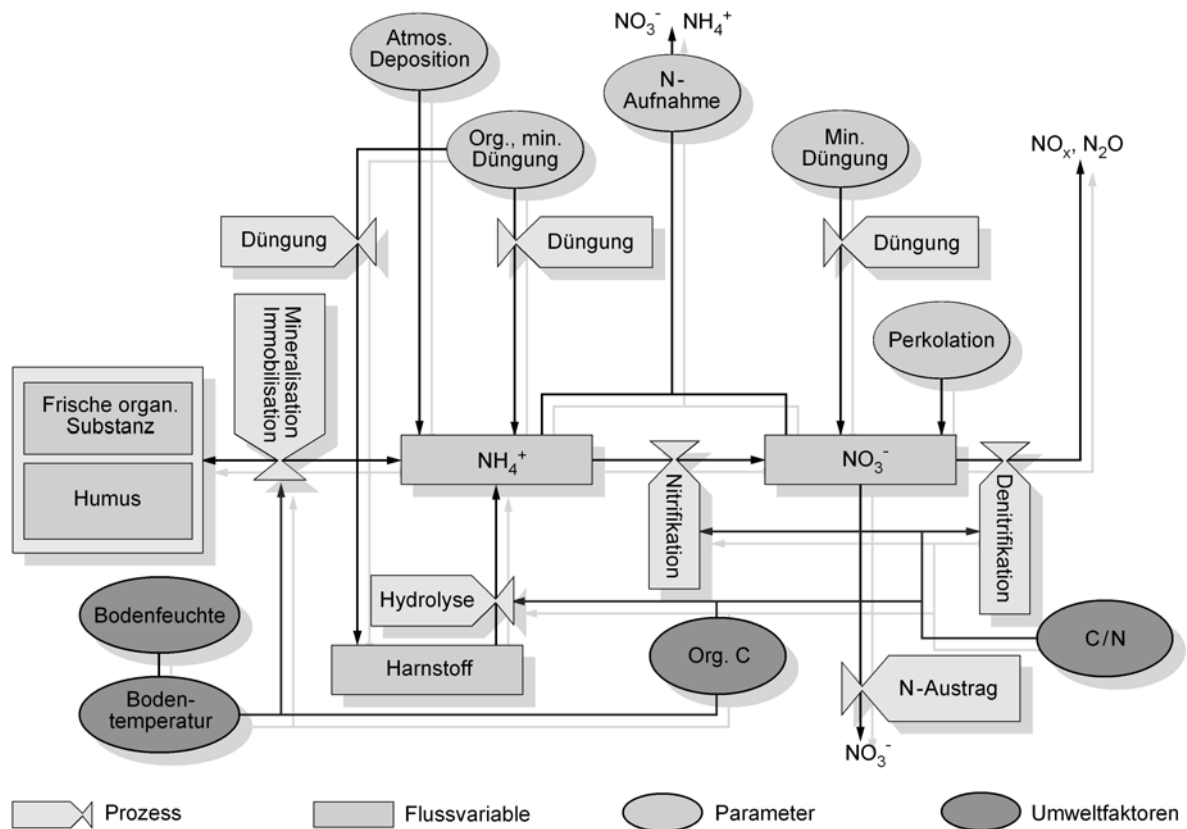 NO₃⁻ NH₄⁺
Atmos.
Deposition
N-
Aufnahme
Org., min.
Düngung
Min.
Düngung
NOₓ, N₂O
Düngung
Düngung
Düngung
Mineralisation
Immobilisation
Perkolation
Frische organ.
Substanz
Humus
NH₄⁺
Nitrifikation
NO₃⁻
Denitrifikation
Hydrolyse
Bodenfeuchte
Harnstoff
Org. C
C/N
Boden-
temperatur
N-Austrag
NO₃⁻
Prozess
Flussvariable
Parameter
Umweltfaktoren